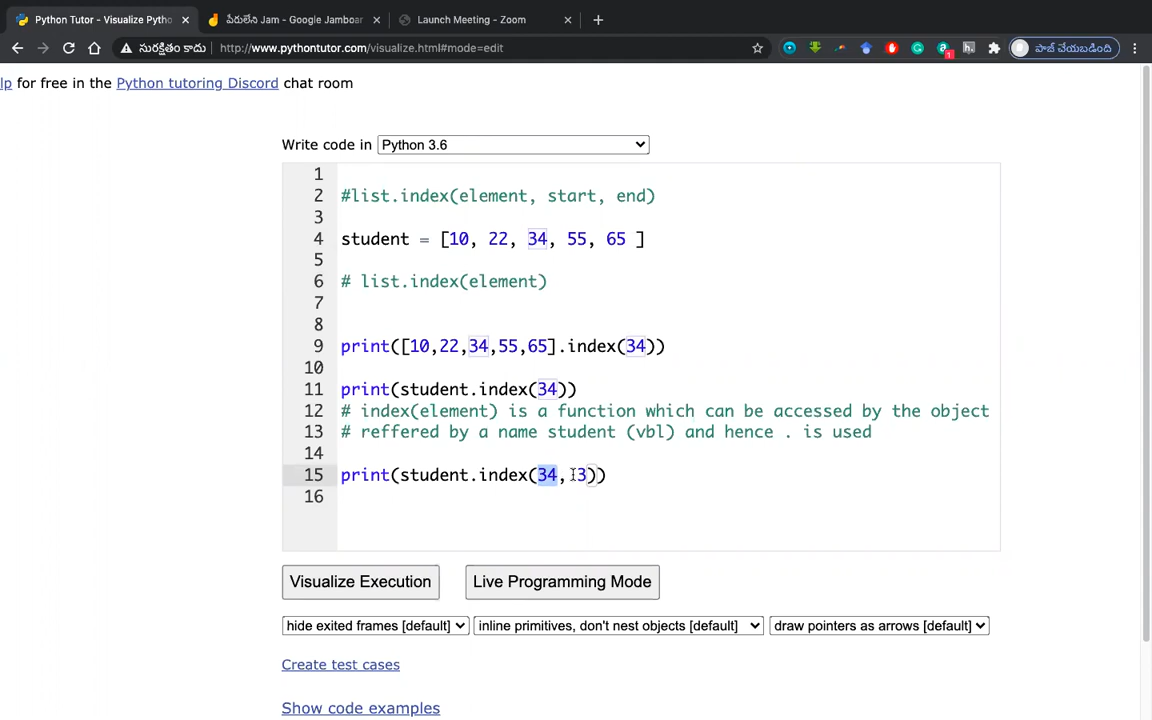 Python Tutor - Visualize Pytho
పేరులేని Jam - Google Jamboar
Launch Meeting - Zoom
సురక్షితం కాదు
http://www.pythontutor.com/visualize.html#mode=edit
పాజ్ చేయబడింది
lp for free in the Python tutoring Discord chat room
Write code in Python 3.6
1
2 #list.index(element, start, end)
3
4 student = [10, 22, 34, 55, 65 ]
5
6 # list.index(element)
7
8
9 print([10,22,34,55,65].index(34))
10
11 print(student.index(34))
12 # index(element) is a function which can be accessed by the object
13 # reffered by a name student (vbl) and hence . is used
14
15 print(student.index(34, 3))
16
Visualize Execution Live Programming Mode
hide exited frames [default] inline primitives, don't nest objects [default] draw pointers as arrows [default]
Create test cases
Show code examples